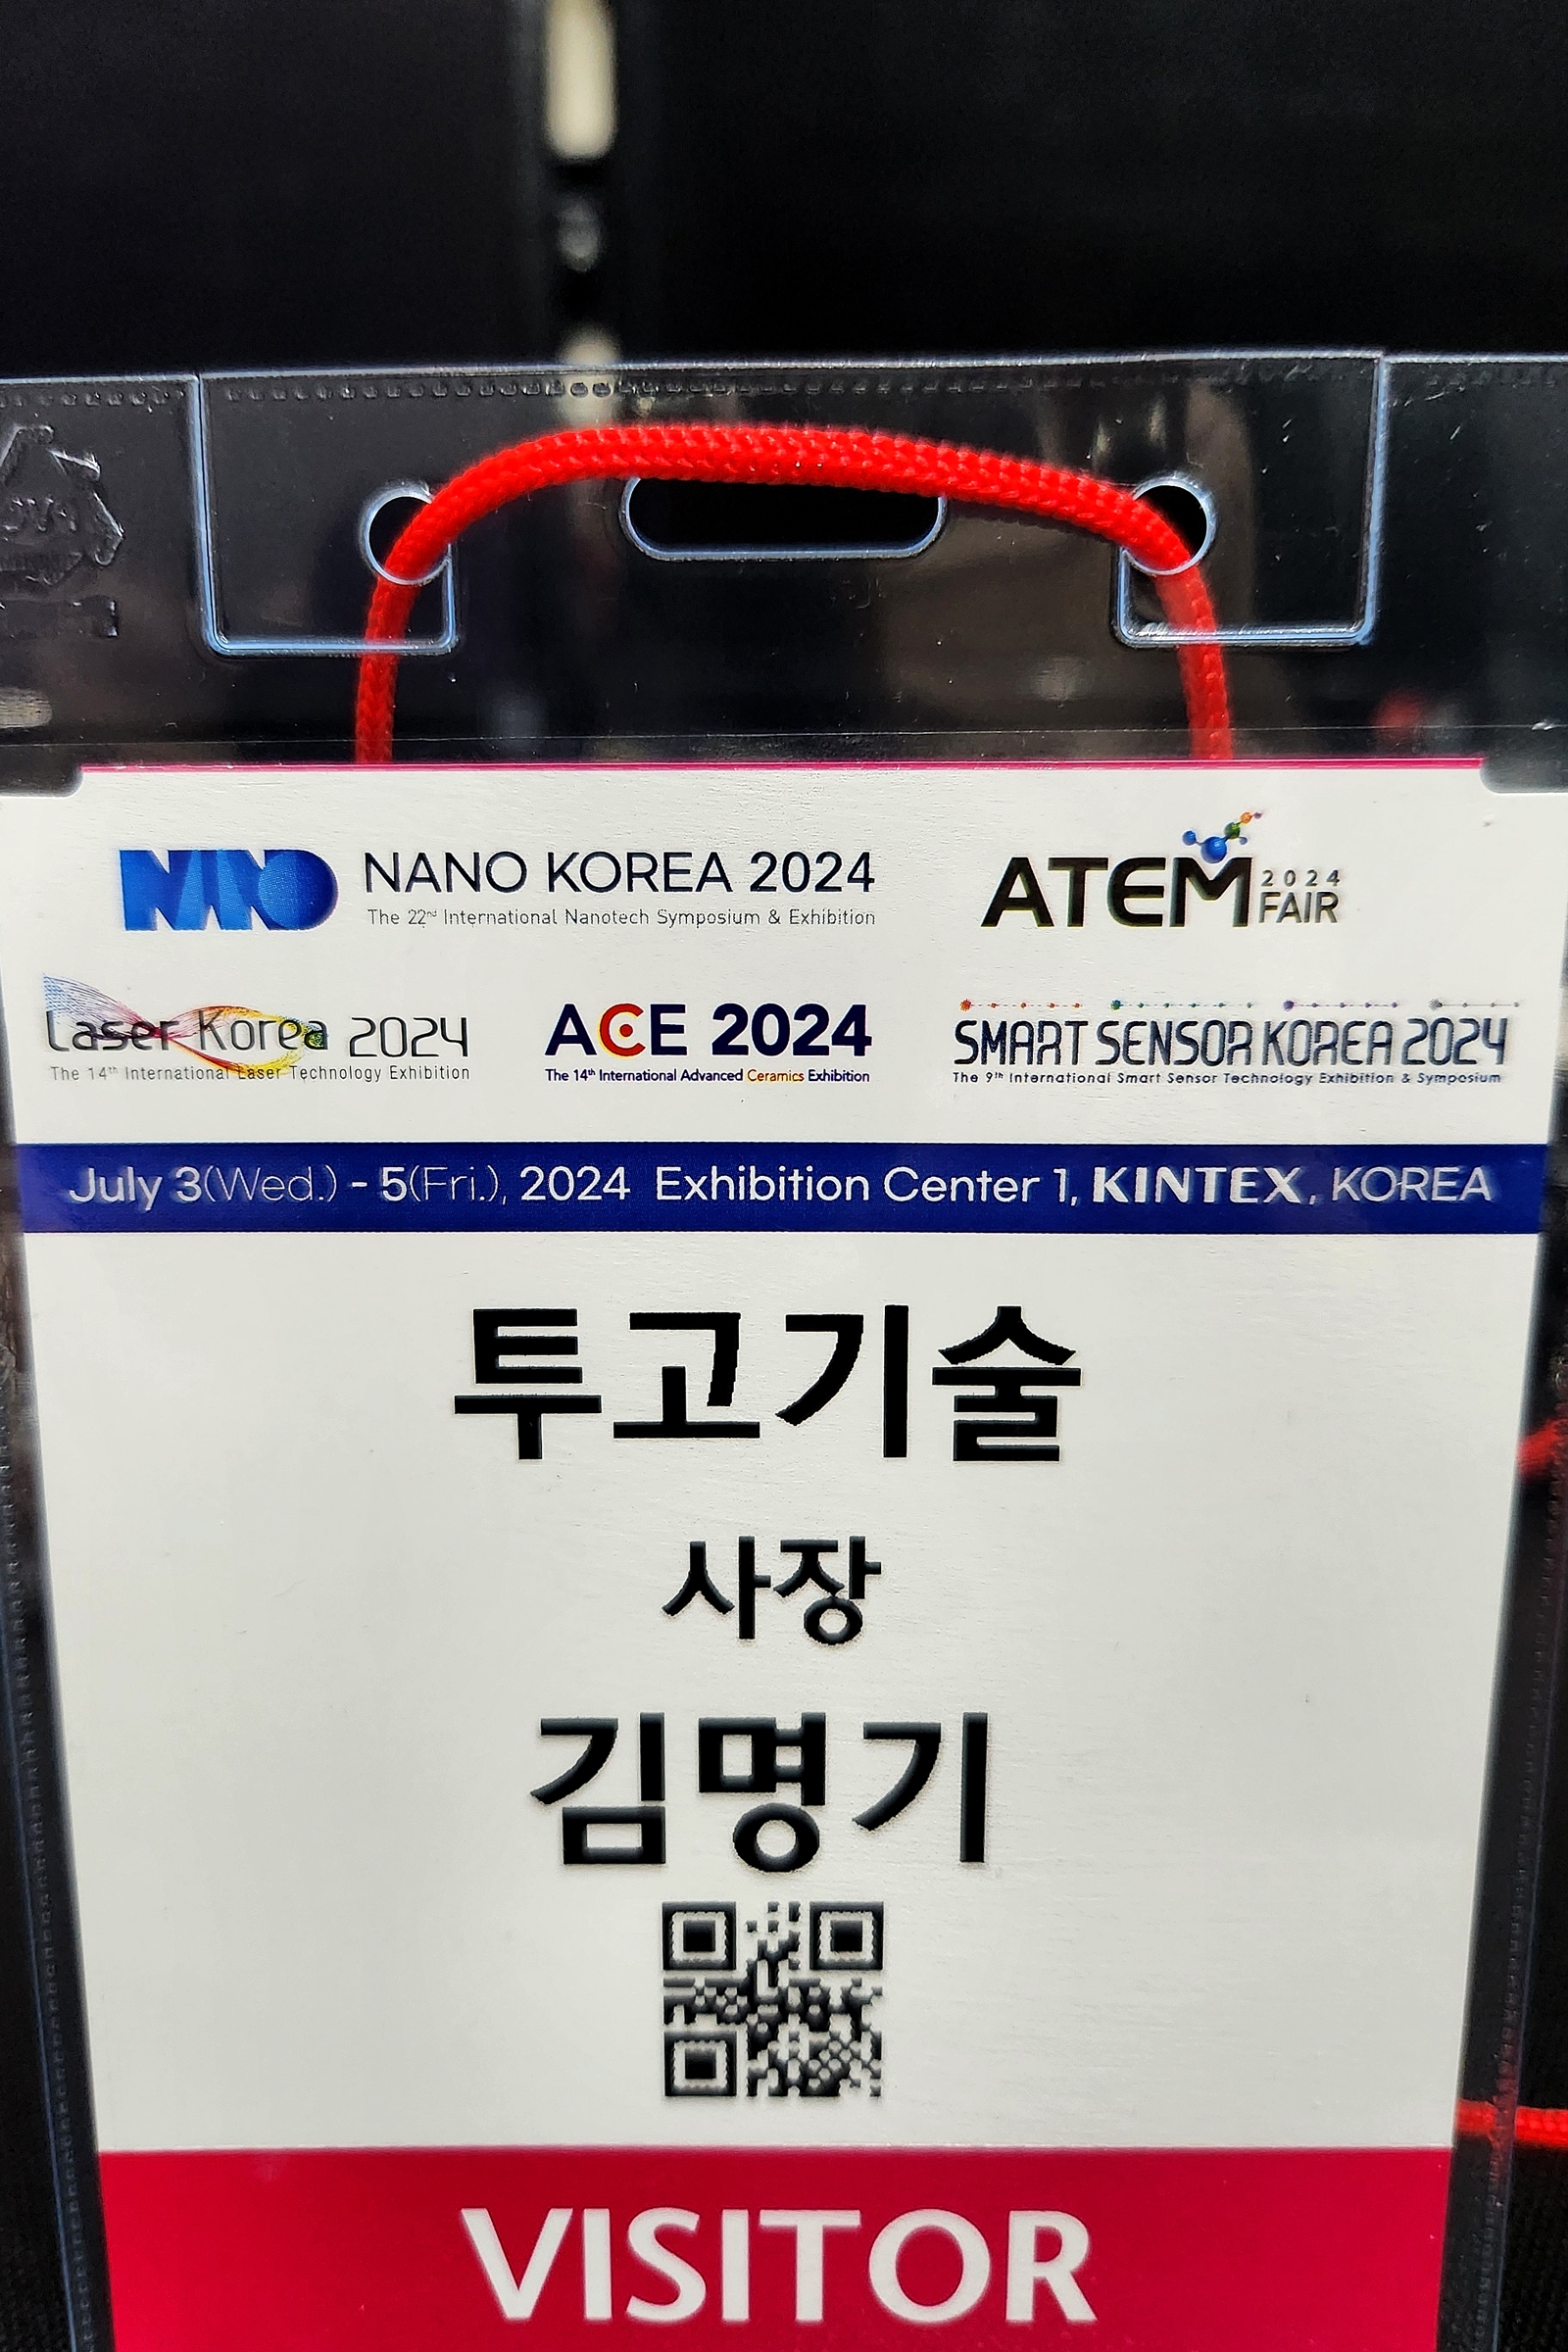 NANO NANO KOREA 2024
The 22nd International Nanotech Symposium & Exhibition
ATEM 2024 FAIR
Laser Korea 2024
The 14th International Laser Technology Exhibition
ACE 2024
The 14th International Advanced Ceramics Exhibition
SMART SENSOR KOREA 2024
The 9th International Smart Sensor Technology Exhibition & Symposium
July 3(Wed.) - 5(Fri.), 2024 Exhibition Center 1, KINTEX, KOREA
투고기술
사장
김명기
VISITOR